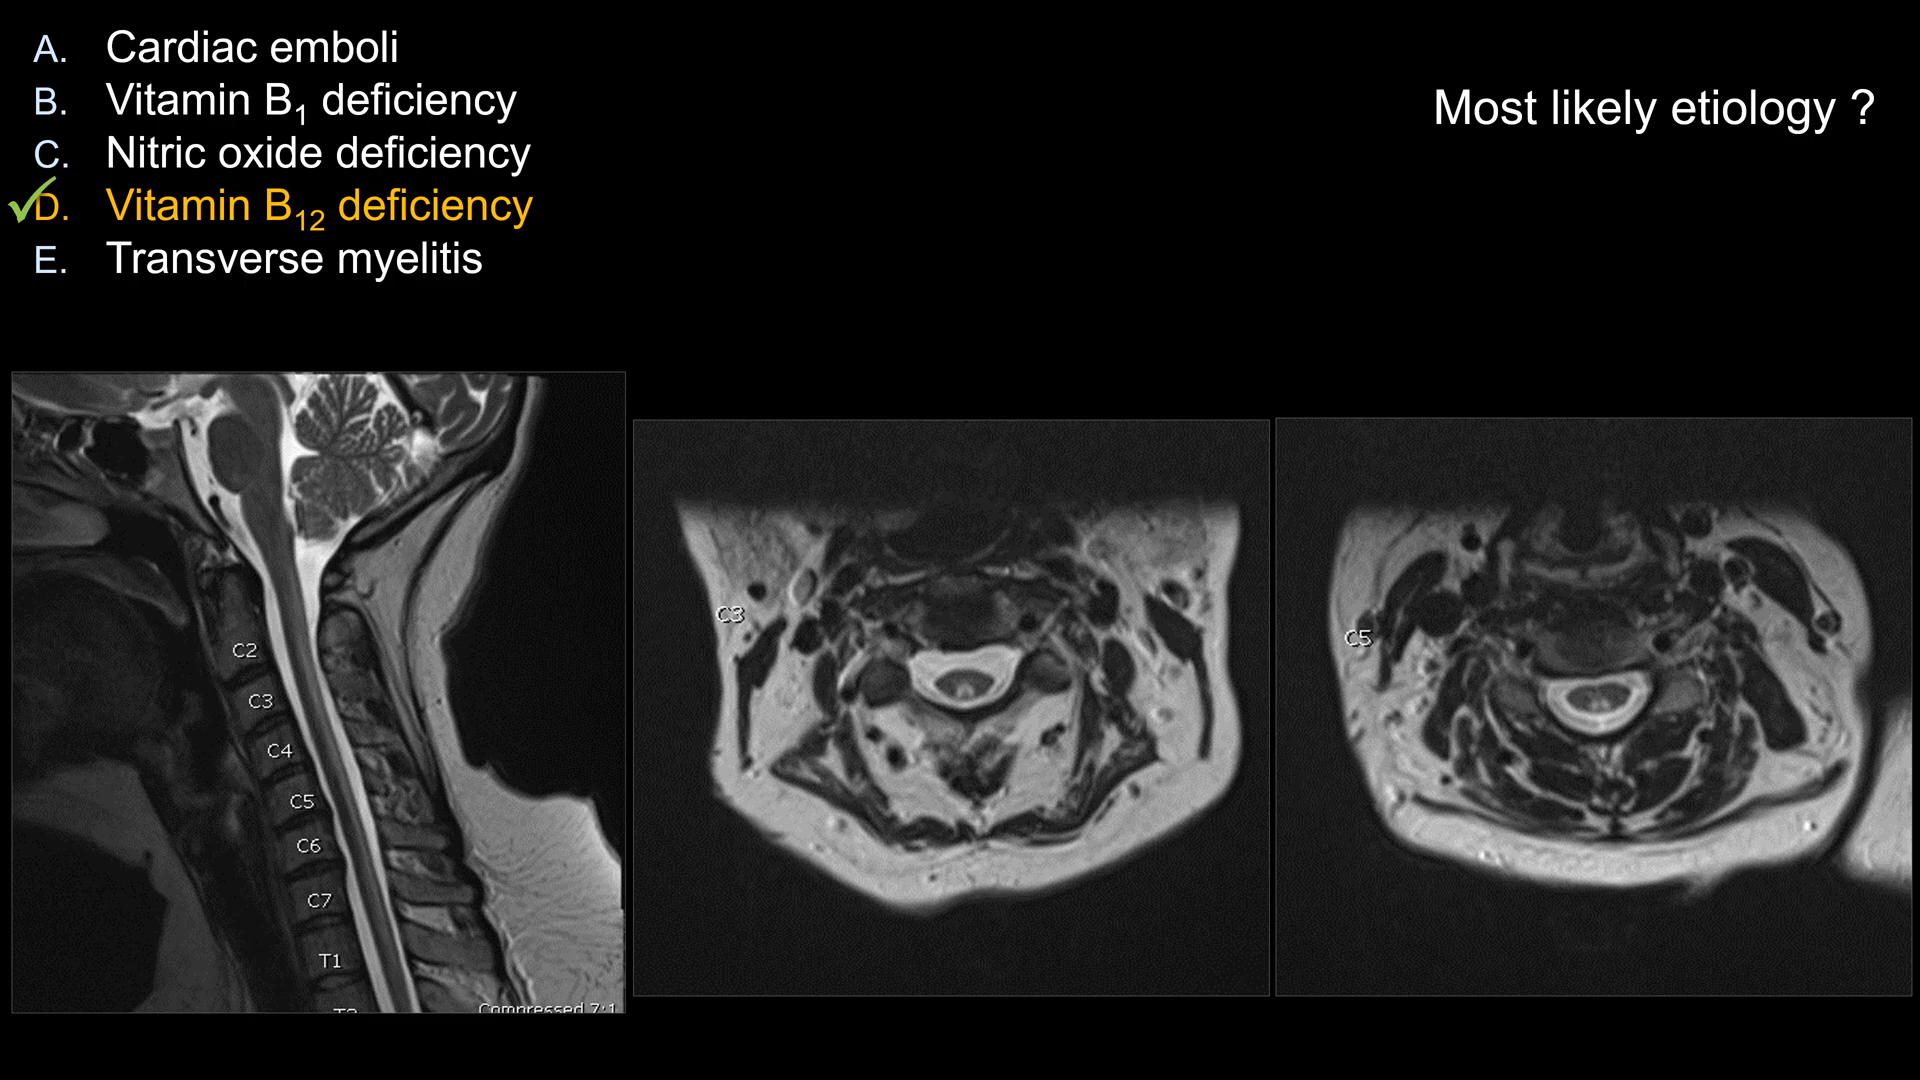 A. Cardiac emboli
B. Vitamin B1 deficiency
C. Nitric oxide deficiency
D. Vitamin B12 deficiency
E. Transverse myelitis
Most likely etiology ?
C2
C3
C4
C5
C6
C7
T1
Compressed 7:1
C3
C5